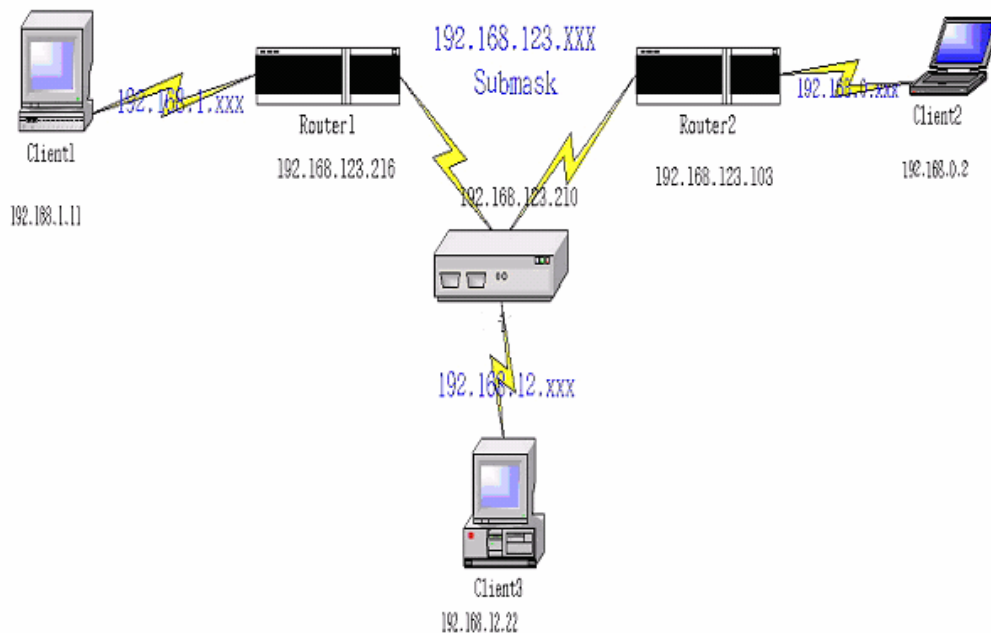 192.168.123.XXX
Submask
192.168.1.xxx
192.168.0.xxx
Router1
Router2
Client1
Client2
192.168.123.216
192.168.123.103
192.168.0.2
192.168.1.11
192.168.123.210
192.168.12.xxx
Client3
192.168.12.22